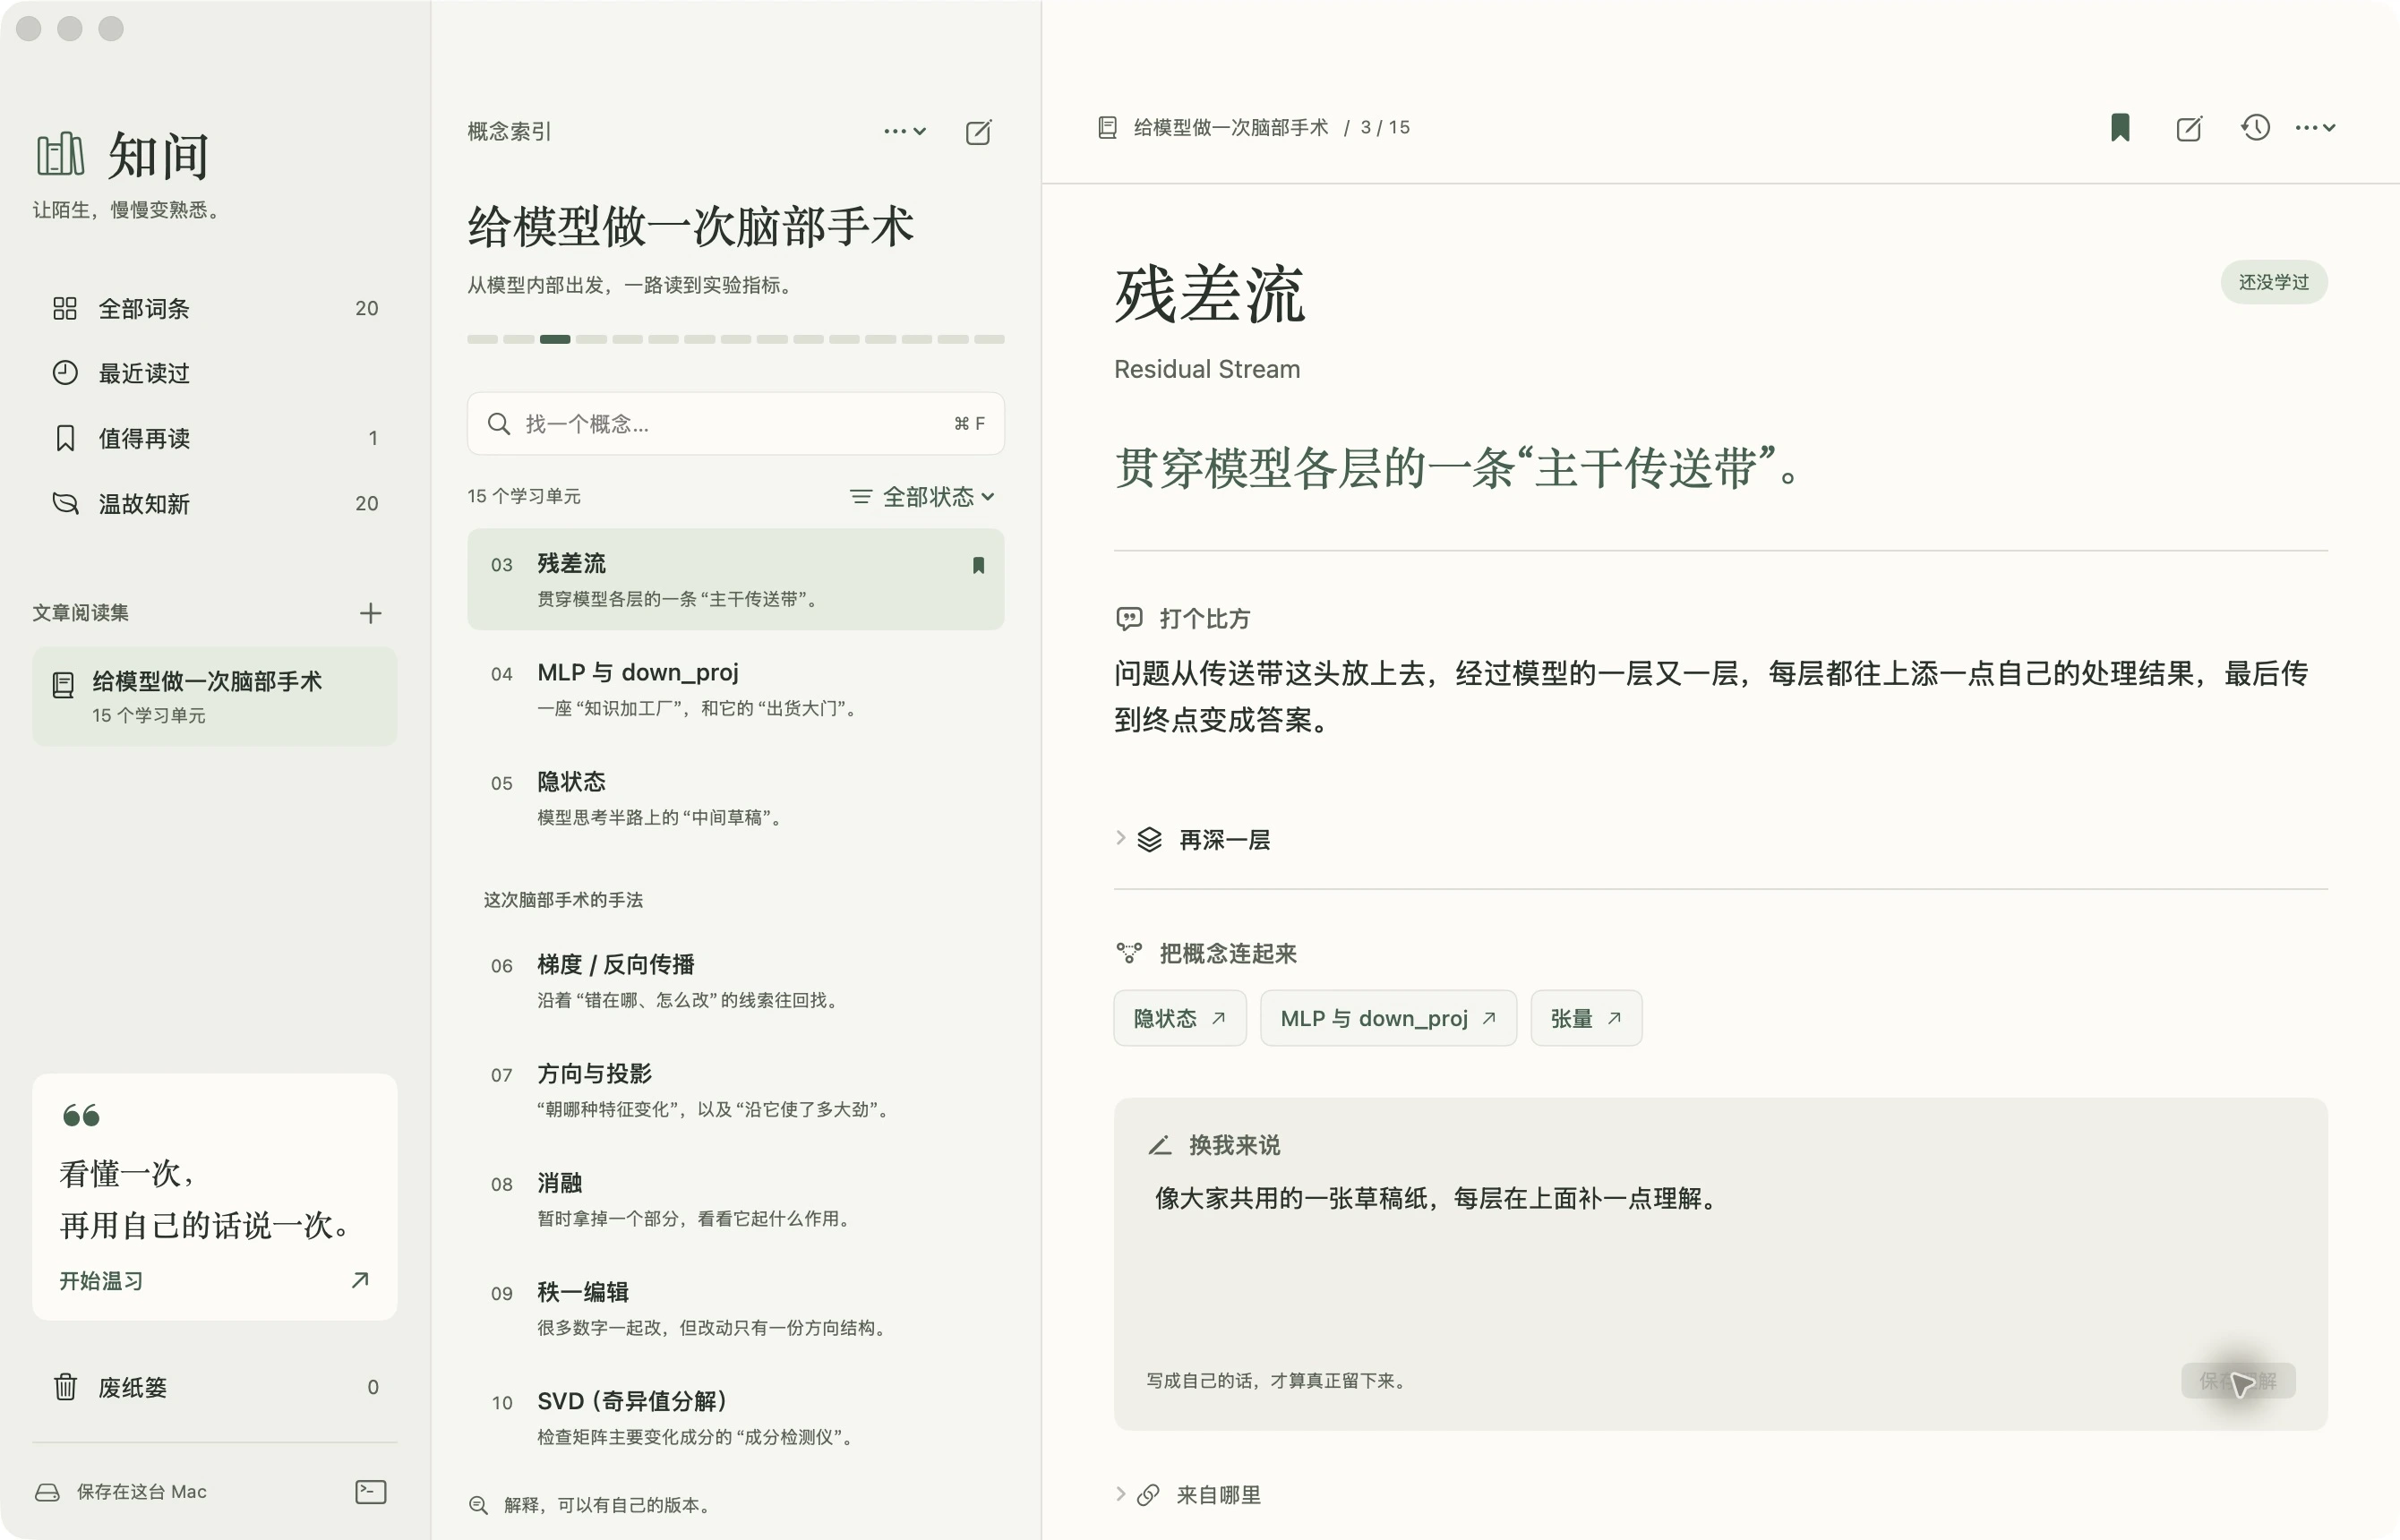 知间
让陌生，慢慢变熟悉。
全部词条 20
最近读过
值得再读 1
温故知新 20
文章阅读集
给模型做一次脑部手术
15 个学习单元
看懂一次，
再用自己的话说一次。
开始温习
废纸篓 0
保存在这台 Mac
概念索引
给模型做一次脑部手术
从模型内部出发，一路读到实验指标。
找一个概念... ⌘ F
15 个学习单元 全部状态
03 残差流
贯穿模型各层的一条“主干传送带”。
04 MLP 与 down_proj
一座“知识加工厂”，和它的“出货大门”。
05 隐状态
模型思考半路上的“中间草稿”。
这次脑部手术的手法
06 梯度 / 反向传播
沿着“错在哪、怎么改”的线索往回找。
07 方向与投影
“朝哪种特征变化”，以及“沿它使了多大劲”。
08 消融
暂时拿掉一个部分，看看它起什么作用。
09 秩一编辑
很多数字一起改，但改动只有一份方向结构。
10 SVD（奇异值分解）
检查矩阵主要变化成分的“成分检测仪”。
解释，可以有自己的版本。
给模型做一次脑部手术 / 3 / 15
残差流
还没学过
Residual Stream
贯穿模型各层的一条“主干传送带”。
打个比方
问题从传送带这头放上去，经过模型的一层又一层，每层都往上添一点自己的处理结果，最后传
到终点变成答案。
再深一层
把概念连起来
隐状态 MLP 与 down_proj 张量
换我来说
像大家共用的一张草稿纸，每层在上面补一点理解。
写成自己的话，才算真正留下来。
保 解
来自哪里